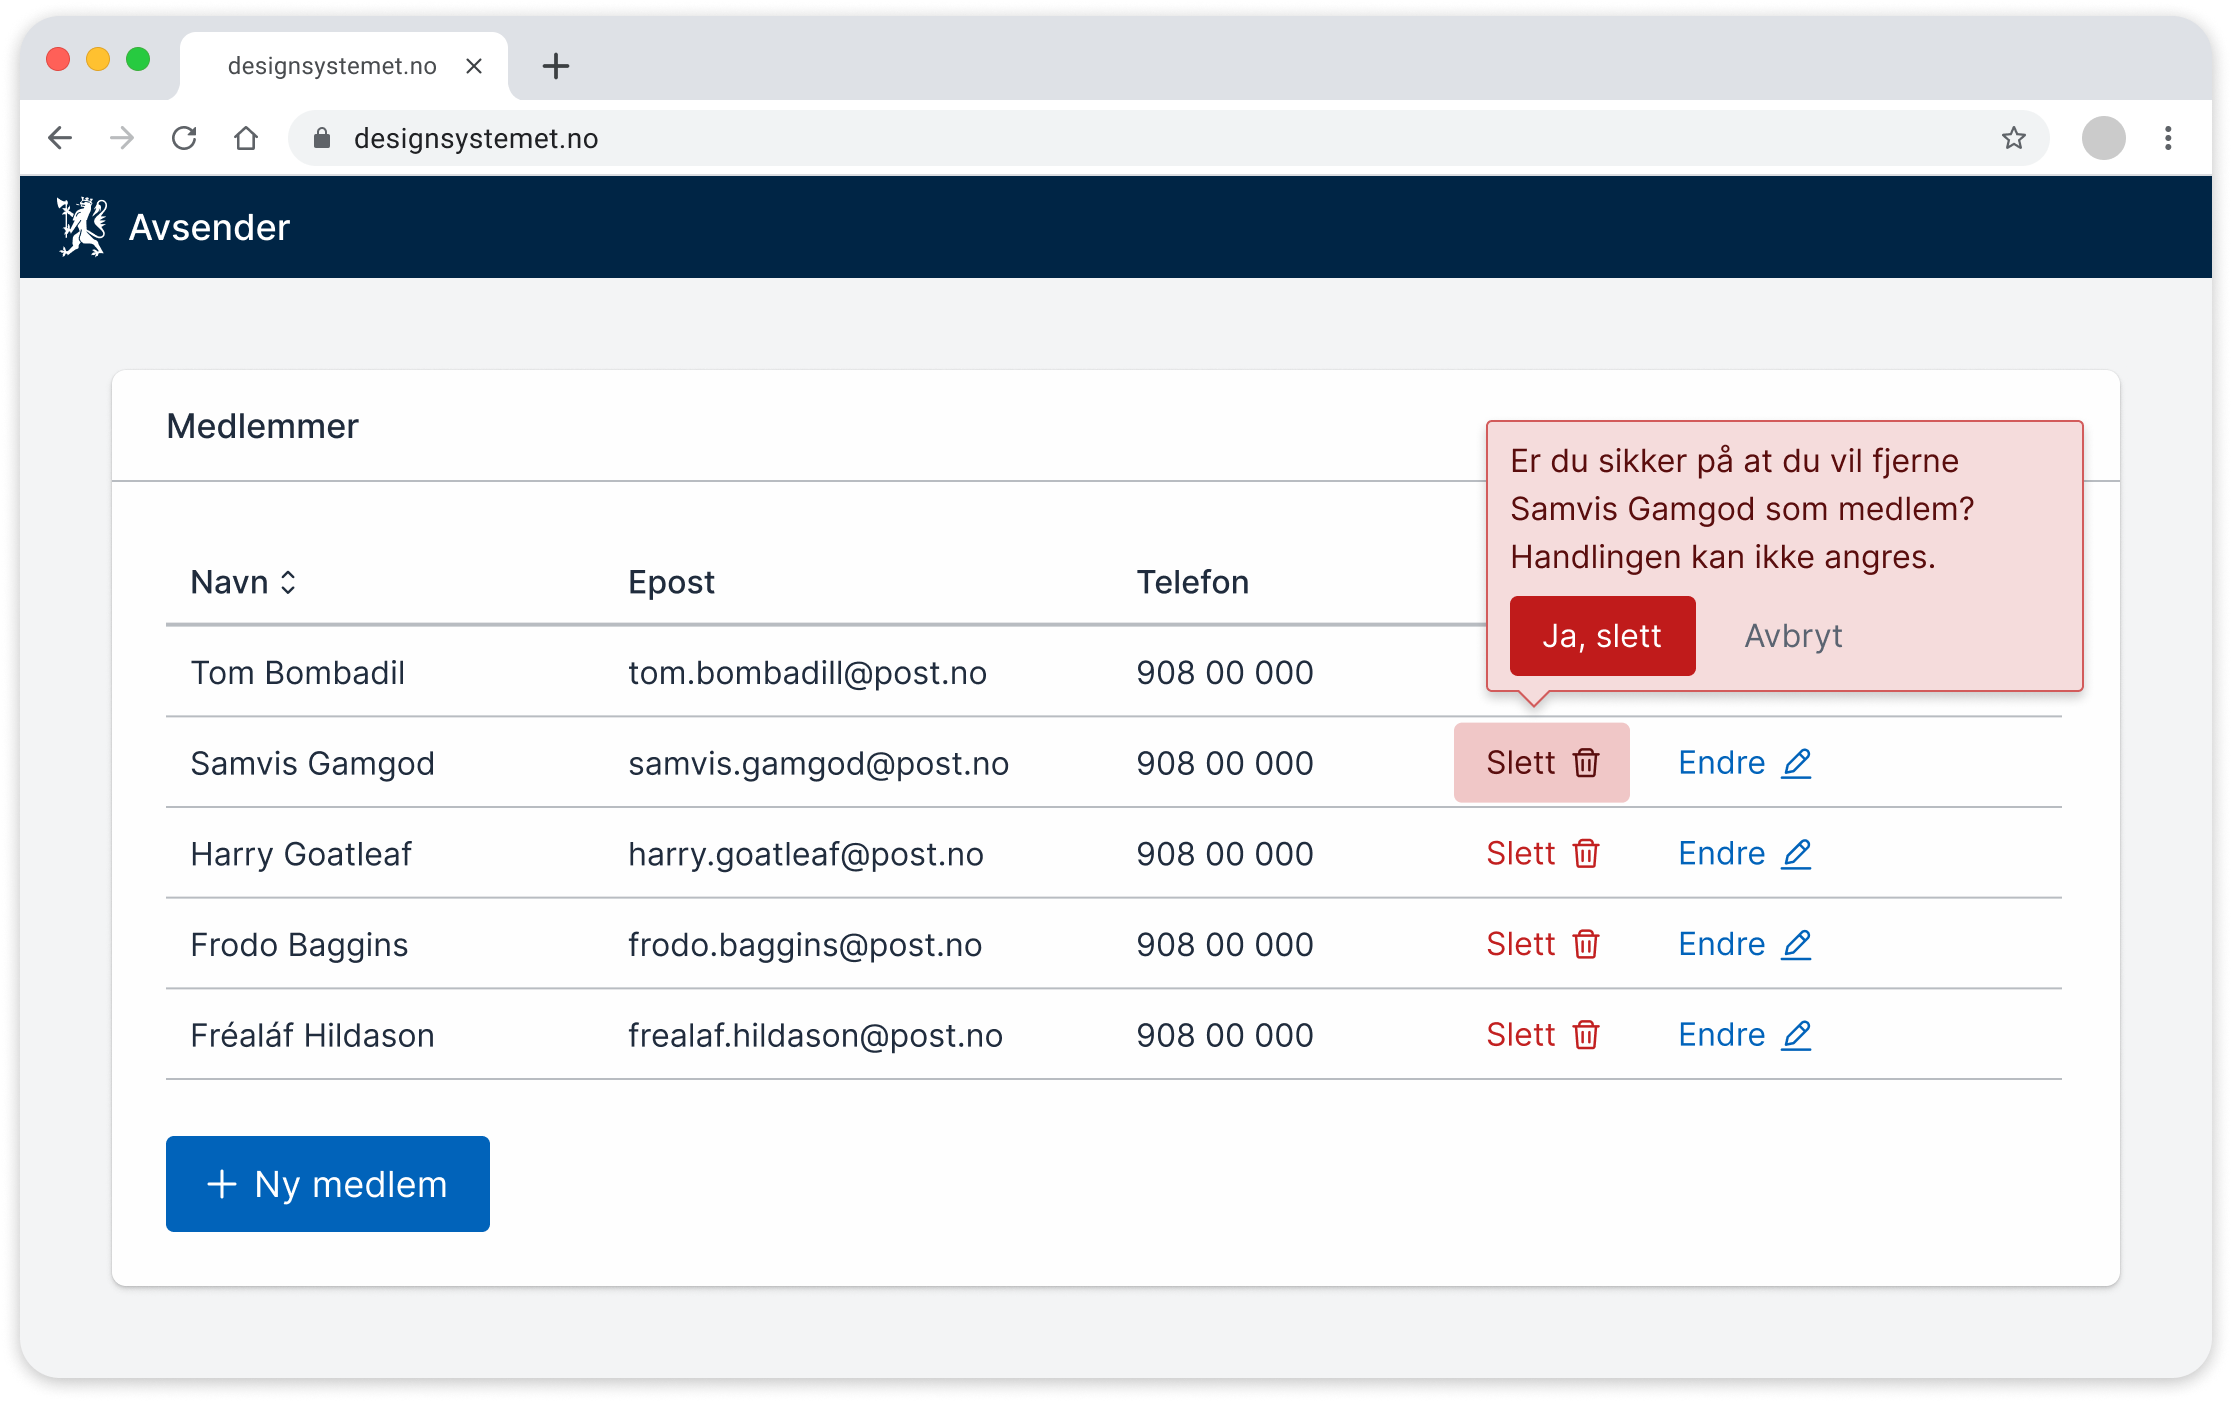 designsystemet.no
designsystemet.no
Avsender
Medlemmer
Er du sikker på at du vil fjerne
Samvis Gamgod som medlem?
Handlingen kan ikke angres.
Ja, slett Avbryt
Navn Epost Telefon
Tom Bombadil tom.bombadill@post.no 908 00 000
Samvis Gamgod samvis.gamgod@post.no 908 00 000 Slett Endre
Harry Goatleaf harry.goatleaf@post.no 908 00 000 Slett Endre
Frodo Baggins frodo.baggins@post.no 908 00 000 Slett Endre
Fréaláf Hildason frealaf.hildason@post.no 908 00 000 Slett Endre
+ Ny medlem